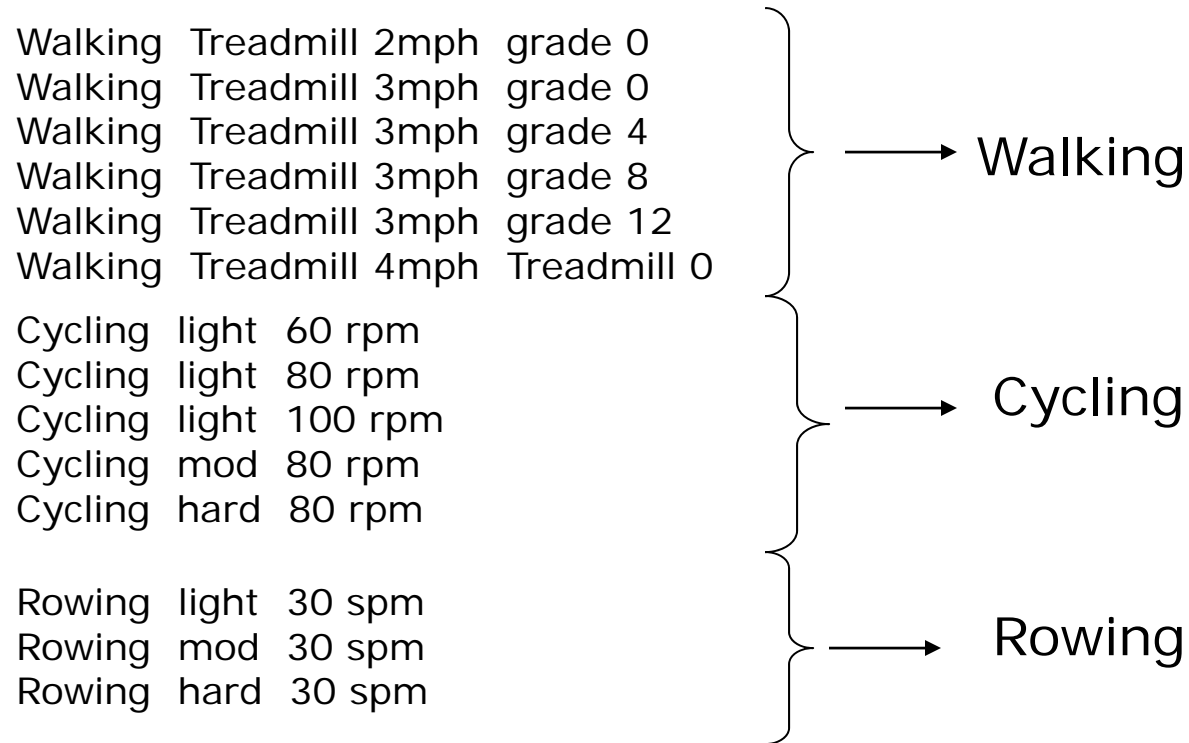 Walking Treadmill 2mph grade 0
Walking Treadmill 3mph grade 0
Walking Treadmill 3mph grade 4
Walking Treadmill 3mph grade 8
Walking Treadmill 3mph grade 12
Walking Treadmill 4mph Treadmill 0
Walking
Cycling light 60 rpm
Cycling light 80 rpm
Cycling light 100 rpm
Cycling mod 80 rpm
Cycling hard 80 rpm
Cycling
Rowing light 30 spm
Rowing mod 30 spm
Rowing hard 30 spm
Rowing